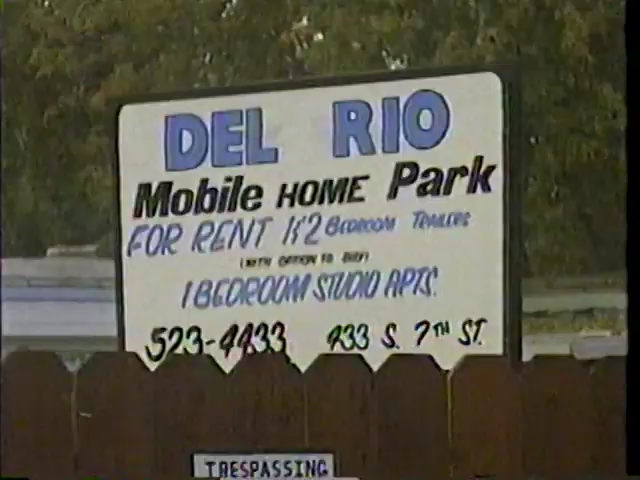 DEL RIO
Mobile HOME Park
FOR RENT 1&2 BEDROOM TRAILERS
(WITH OPTION TO BUY)
1 BEDROOM STUDIO APTS.
523-4433 433 S. 7TH ST.
TRESPASSING